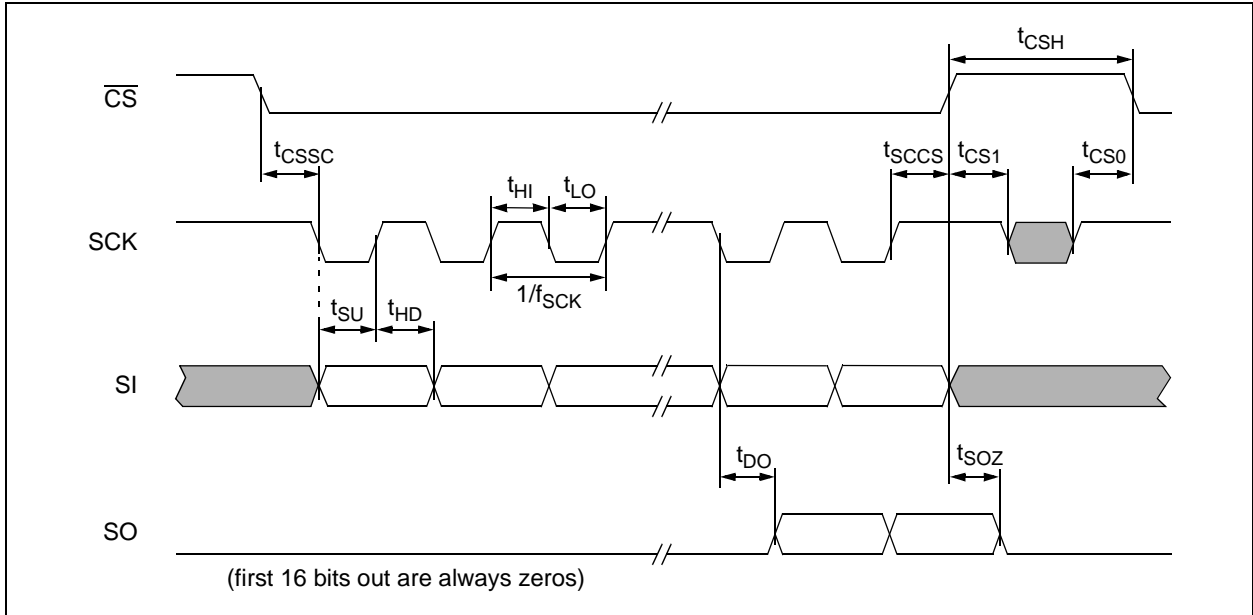 tCSH
CS
tCSSC
tSCCS
tCS1
tCS0
tHI
tLO
SCK
1/fSCK
tSU
tHD
SI
tDO
tSOZ
SO
(first 16 bits out are always zeros)